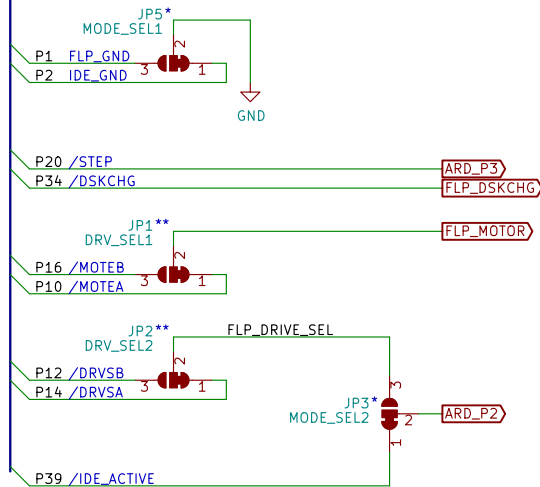 JP5*
MODE_SEL1
2
P1 FLP_GND
3 1
P2 IDE_GND
GND
P20 /STEP ARD_P3
P34 /DSKCHG FLP_DSKCHG
JP1**
DRV_SEL1
FLP_MOTOR
2
P16 /MOTEB
3 1
P10 /MOTEA
JP2** FLP_DRIVE_SEL
DRV_SEL2
2
P12 /DRVSB
3 1
P14 /DRVSA
3
JP3*
MODE_SEL2
2 ARD_P2
1
P39 /IDE_ACTIVE